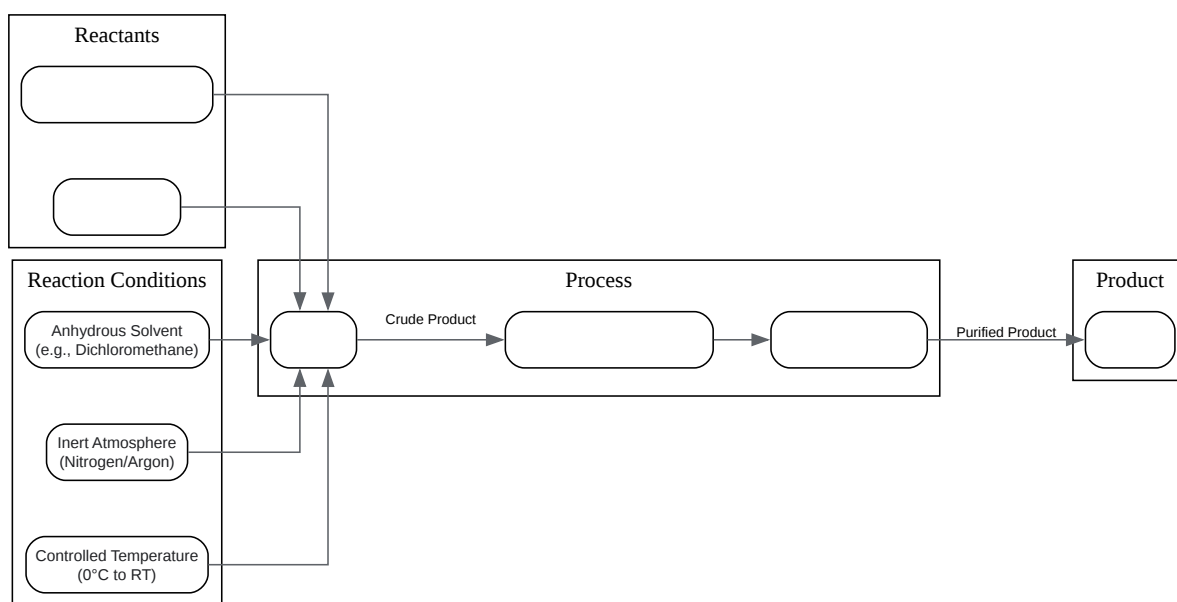 Reactants
Reaction Conditions
Anhydrous Solvent
(e.g., Dichloromethane)
Inert Atmosphere
(Nitrogen/Argon)
Controlled Temperature
(0°C to RT)
Process
Crude Product
Purified Product
Product